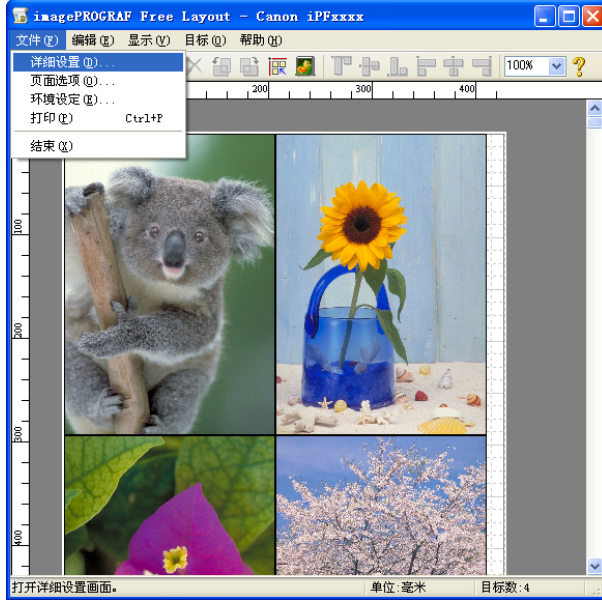 imagePROGRAF Free Layout - Canon iPFxxxx
文件(F) 编辑(E) 显示(V) 目标(O) 帮助(H)
详细设置(D)...
100%
页面选项(O)...
环境设定(E)...
200 300 400
打印(P) Ctrl+P
结束(X)
100
200
300
400
打开详细设置画面。 单位:毫米 目标数:4